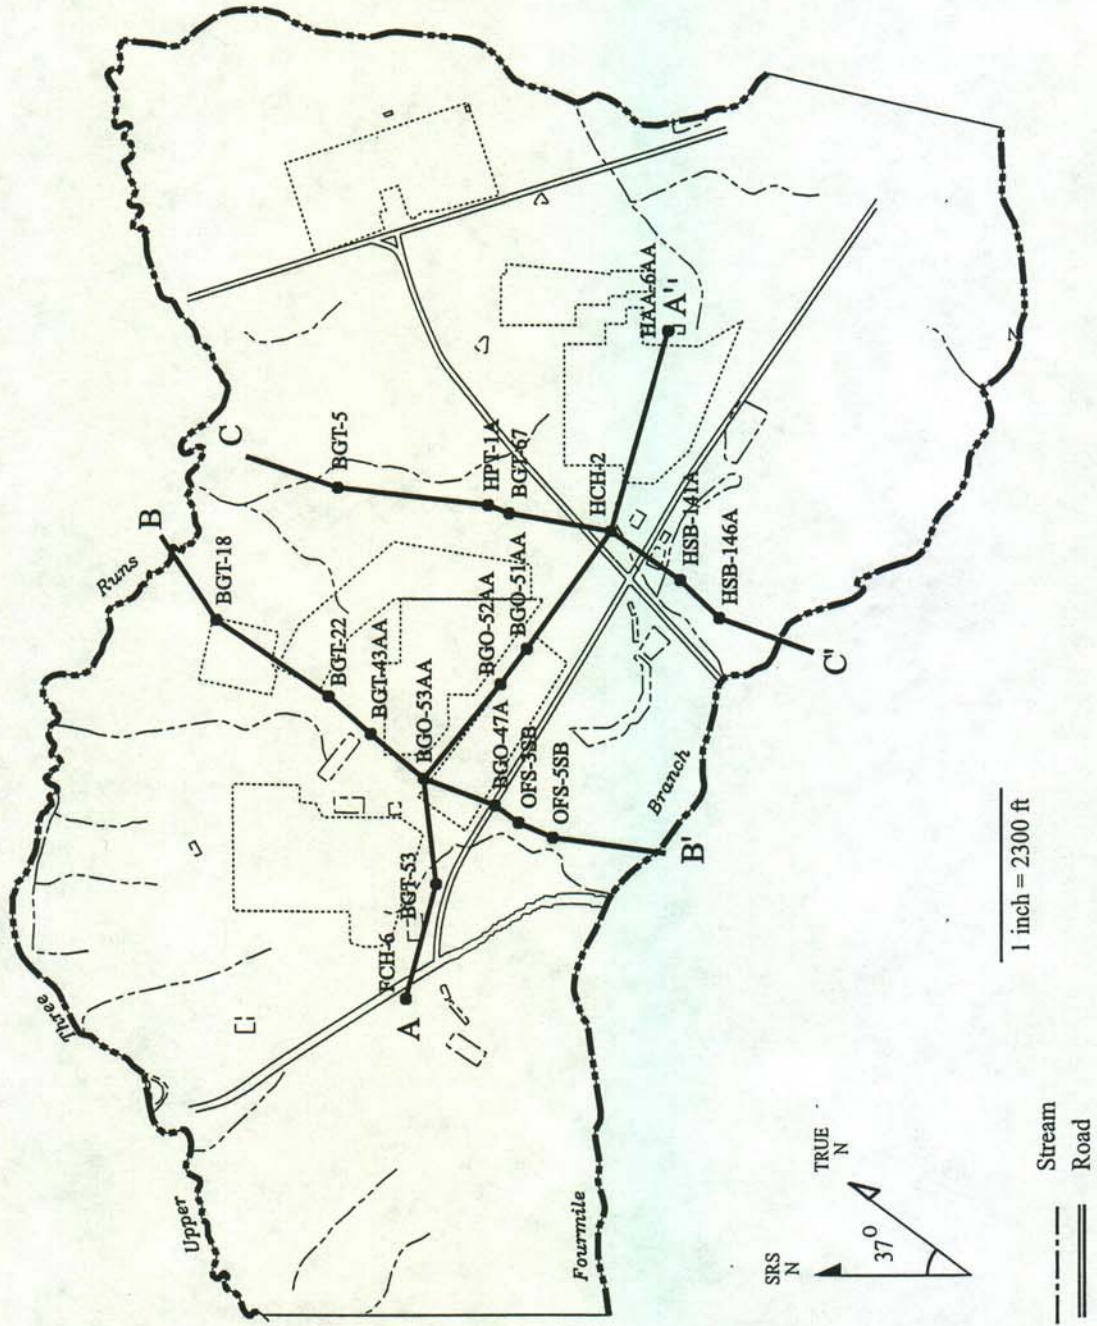 Upper
Three
Runs
B
C
BGT-18
BGT-5
BGT-22
BGT-43AA
HPT-1A
BGT-67
BGO-53AA
BGO-52AA
BGO-51AA
HCH-2
HAA-6AA
A'
FCH-6
BGT-53
BGO-47A
OFS-3SB
OFS-5SB
A
HSB-141A
HSB-146A
B'
C'
Fourmile
Branch
SRS
N
TRUE
N
37°
1 inch = 2300 ft
Stream
Road